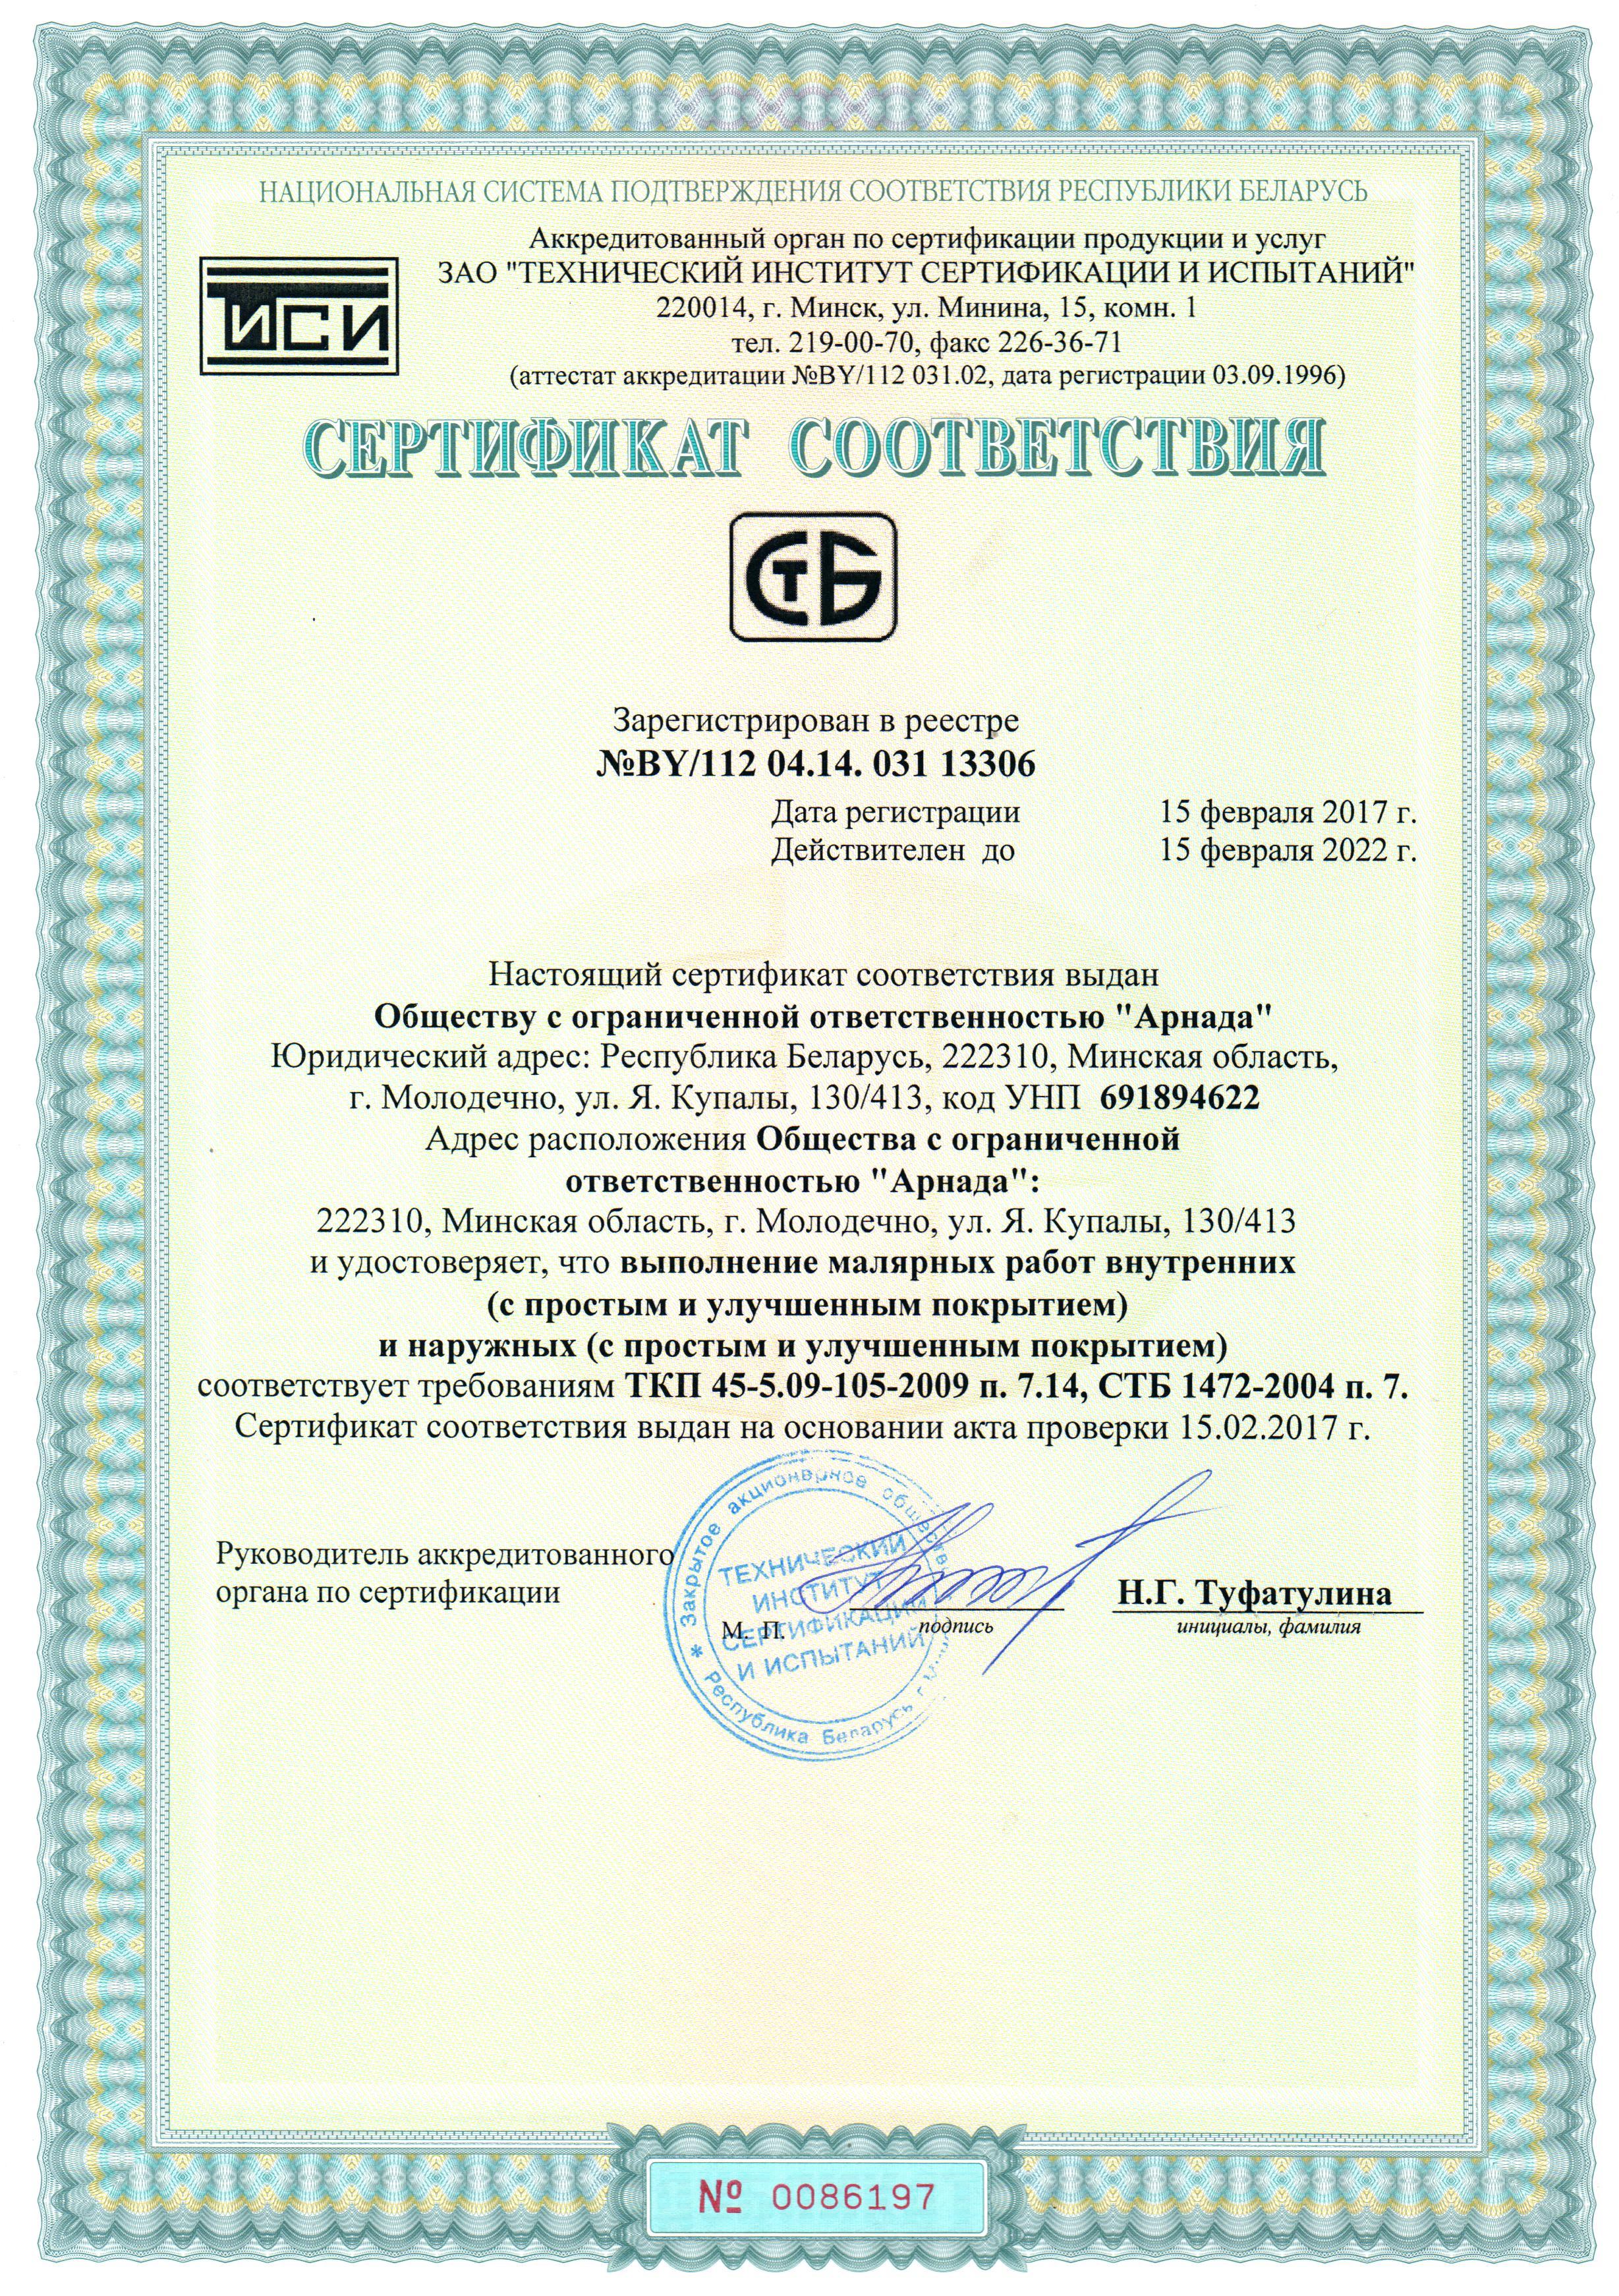 НАЦИОНАЛЬНАЯ СИСТЕМА ПОДТВЕРЖДЕНИЯ СООТВЕТСТВИЯ РЕСПУБЛИКИ БЕЛАРУСЬ
Аккредитованный орган по сертификации продукции и услуг
ЗАО "ТЕХНИЧЕСКИЙ ИНСТИТУТ СЕРТИФИКАЦИИ И ИСПЫТАНИЙ"
220014, г. Минск, ул. Минина, 15, комн. 1
тел. 219-00-70, факс 226-36-71
(аттестат аккредитации №BY/112 031.02, дата регистрации 03.09.1996)
ТИСИ
СЕРТИФИКАТ СООТВЕТСТВИЯ
СТБ
Зарегистрирован в реестре
№BY/112 04.14. 031 13306
Дата регистрации 15 февраля 2017 г.
Действителен до 15 февраля 2022 г.
Настоящий сертификат соответствия выдан
Обществу с ограниченной ответственностью "Арнада"
Юридический адрес: Республика Беларусь, 222310, Минская область,
г. Молодечно, ул. Я. Купалы, 130/413, код УНП 691894622
Адрес расположения Общества с ограниченной
ответственностью "Арнада":
222310, Минская область, г. Молодечно, ул. Я. Купалы, 130/413
и удостоверяет, что выполнение малярных работ внутренних
(с простым и улучшенным покрытием)
и наружных (с простым и улучшенным покрытием)
соответствует требованиям ТКП 45-5.09-105-2009 п. 7.14, СТБ 1472-2004 п. 7.
Сертификат соответствия выдан на основании акта проверки 15.02.2017 г.
Руководитель аккредитованного
органа по сертификации
М. П.
подпись
Н.Г. Туфатулина
инициалы, фамилия
Закрытое акционерное общество
ТЕХНИЧЕСКИЙ
ИНСТИТУТ
СЕРТИФИКАЦИИ
И ИСПЫТАНИЙ
* Республика Беларусь г.
№ 0086197